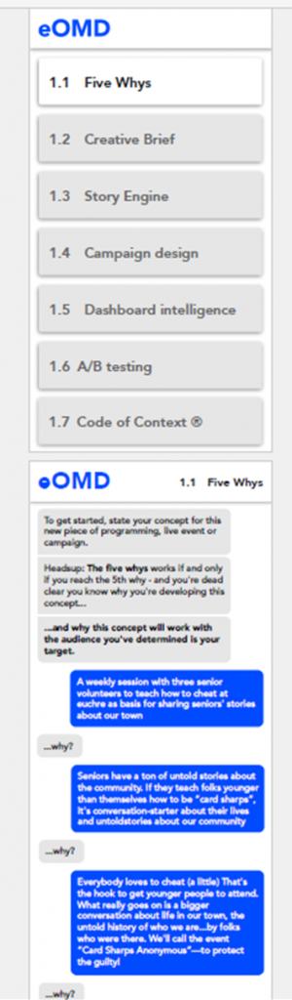 eOMD
1.1 Five Whys
1.2 Creative Brief
1.3 Story Engine
1.4 Campaign design
1.5 Dashboard intelligence
1.6 A/B testing
1.7 Code of Context ®
eOMD
1.1 Five Whys
To get started, state your concept for this
new piece of programming, live event or
campaign.
Headsup: The five whys works if and only
if you reach the 5th why - and you're dead
clear you know why you're developing this
concept...
...and why this concept will work with
the audience you've determined is your
target.
A weekly session with three senior
volunteers to teach how to cheat at
euchre as basis for sharing seniors' stories
about our town
...why?
Seniors have a ton of untold stories about
the community. If they teach folks younger
than themselves how to be "card sharps",
it's conversation-starter about their lives
and untoldstories about our community
...why?
Everybody loves to cheat (a little) That's
the hook to get younger people to attend.
What really goes on is a bigger
conversation about life in our town, the
untold history of who we are...by folks
who were there. We'll call the event
"Card Sharps Anonymous"—to protect
the guilty!
...why?